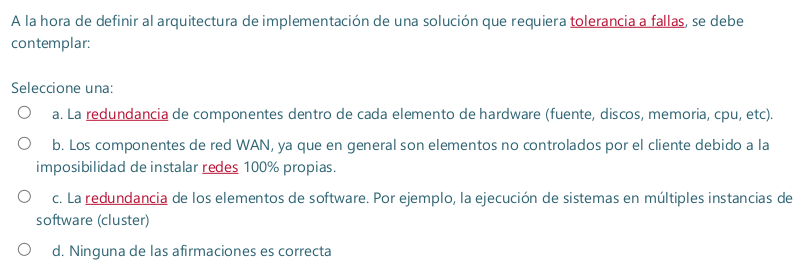 A la hora de definir al arquitectura de implementación de una solución que requiera tolerancia a fallas, se debe
contemplar:
Seleccione una:
a. La redundancia de componentes dentro de cada elemento de hardware (fuente, discos, memoria, cpu, etc).
b. Los componentes de red WAN, ya que en general son elementos no controlados por el cliente debido a la
imposibilidad de instalar redes 100% propias.
c. La redundancia de los elementos de software. Por ejemplo, la ejecución de sistemas en múltiples instancias de
software (cluster)
d. Ninguna de las afirmaciones es correcta